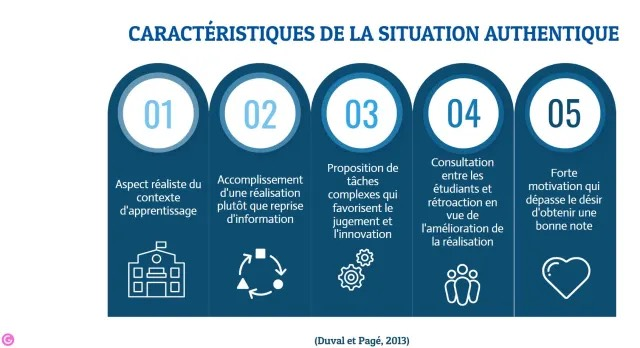 CARACTÉRISTIQUES DE LA SITUATION AUTHENTIQUE
01
Aspect réaliste du
contexte
d'apprentissage
02
Accomplissement
d'une réalisation
plutôt que reprise
d'information
03
Proposition de
tâches
complexes qui
favorisent le
jugement et
l'innovation
04
Consultation
entre les
étudiants et
rétroaction en
vue de
l'amélioration de
la réalisation
05
Forte
motivation qui
dépasse le désir
d'obtenir une
bonne note
(Duval et Pagé, 2013)
G